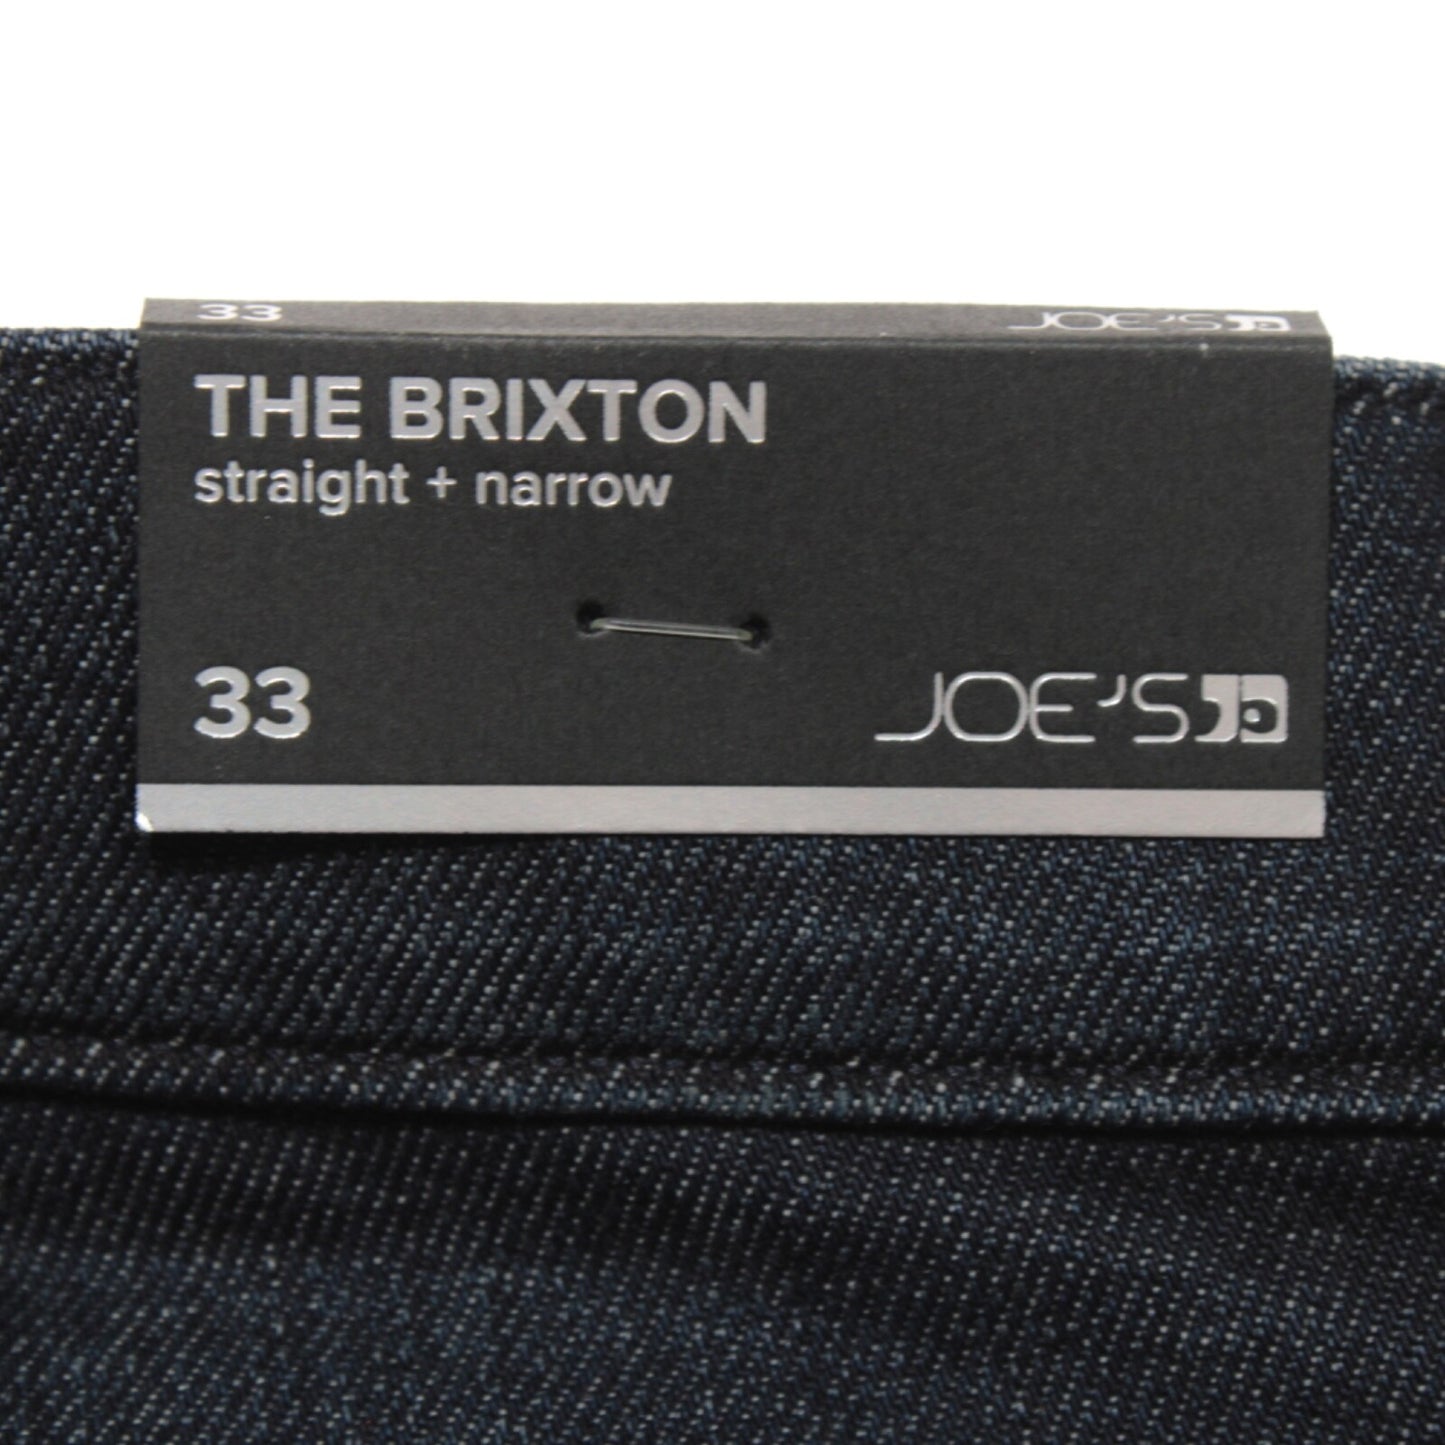 33 JOE'S
THE BRIXTON
straight + narrow
33 JOE'S